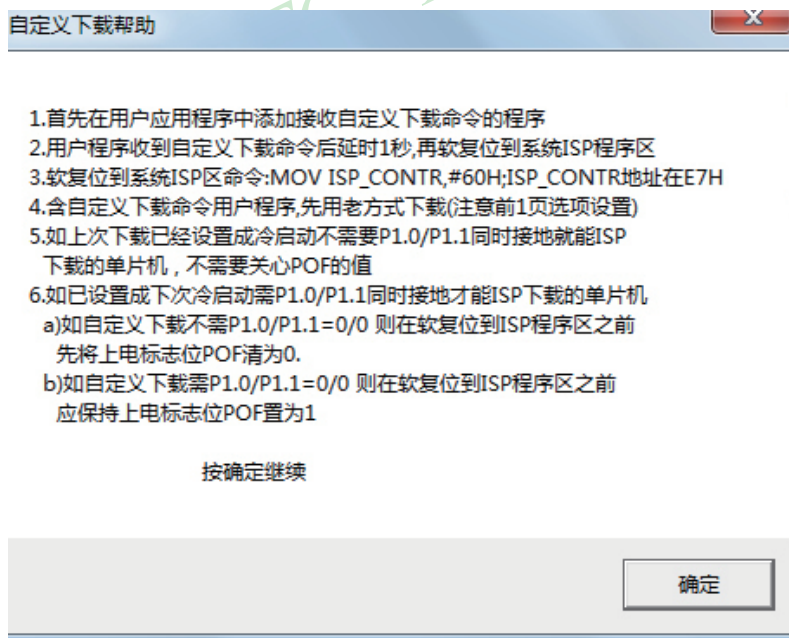 自定义下载帮助
1.首先在用户应用程序中添加接收自定义下载命令的程序
2.用户程序收到自定义下载命令后延时1秒,再软复位到系统ISP程序区
3.软复位到系统ISP区命令:MOV ISP_CONTR,#60H;ISP_CONTR地址在E7H
4.含自定义下载命令用户程序,先用老方式下载(注意前1页选项设置)
5.如上次下载已经设置成冷启动不需要P1.0/P1.1同时接地就能ISP
下载的单片机，不需要关心POF的值
6.如已设置成下次冷启动需P1.0/P1.1同时接地才能ISP下载的单片机
a)如自定义下载不需P1.0/P1.1=0/0 则在软复位到ISP程序区之前
先将上电标志位POF清为0.
b)如自定义下载需P1.0/P1.1=0/0 则在软复位到ISP程序区之前
应保持上电标志位POF置为1
按确定继续
确定